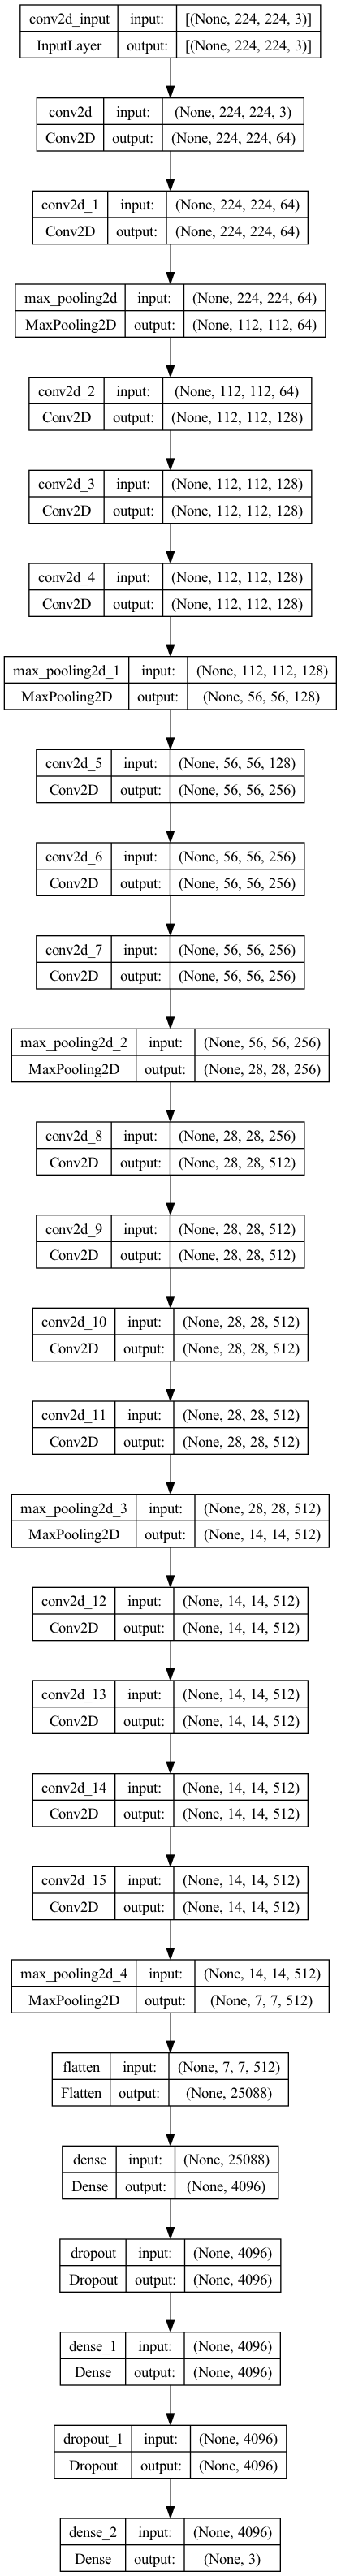 conv2d_input input: [(None, 224, 224, 3)]
InputLayer output: [(None, 224, 224, 3)]
conv2d input: (None, 224, 224, 3)
Conv2D output: (None, 224, 224, 64)
conv2d_1 input: (None, 224, 224, 64)
Conv2D output: (None, 224, 224, 64)
max_pooling2d input: (None, 224, 224, 64)
MaxPooling2D output: (None, 112, 112, 64)
conv2d_2 input: (None, 112, 112, 64)
Conv2D output: (None, 112, 112, 128)
conv2d_3 input: (None, 112, 112, 128)
Conv2D output: (None, 112, 112, 128)
conv2d_4 input: (None, 112, 112, 128)
Conv2D output: (None, 112, 112, 128)
max_pooling2d_1 input: (None, 112, 112, 128)
MaxPooling2D output: (None, 56, 56, 128)
conv2d_5 input: (None, 56, 56, 128)
Conv2D output: (None, 56, 56, 256)
conv2d_6 input: (None, 56, 56, 256)
Conv2D output: (None, 56, 56, 256)
conv2d_7 input: (None, 56, 56, 256)
Conv2D output: (None, 56, 56, 256)
max_pooling2d_2 input: (None, 56, 56, 256)
MaxPooling2D output: (None, 28, 28, 256)
conv2d_8 input: (None, 28, 28, 256)
Conv2D output: (None, 28, 28, 512)
conv2d_9 input: (None, 28, 28, 512)
Conv2D output: (None, 28, 28, 512)
conv2d_10 input: (None, 28, 28, 512)
Conv2D output: (None, 28, 28, 512)
conv2d_11 input: (None, 28, 28, 512)
Conv2D output: (None, 28, 28, 512)
max_pooling2d_3 input: (None, 28, 28, 512)
MaxPooling2D output: (None, 14, 14, 512)
conv2d_12 input: (None, 14, 14, 512)
Conv2D output: (None, 14, 14, 512)
conv2d_13 input: (None, 14, 14, 512)
Conv2D output: (None, 14, 14, 512)
conv2d_14 input: (None, 14, 14, 512)
Conv2D output: (None, 14, 14, 512)
conv2d_15 input: (None, 14, 14, 512)
Conv2D output: (None, 14, 14, 512)
max_pooling2d_4 input: (None, 14, 14, 512)
MaxPooling2D output: (None, 7, 7, 512)
flatten input: (None, 7, 7, 512)
Flatten output: (None, 25088)
dense input: (None, 25088)
Dense output: (None, 4096)
dropout input: (None, 4096)
Dropout output: (None, 4096)
dense_1 input: (None, 4096)
Dense output: (None, 4096)
dropout_1 input: (None, 4096)
Dropout output: (None, 4096)
dense_2 input: (None, 4096)
Dense output: (None, 3)